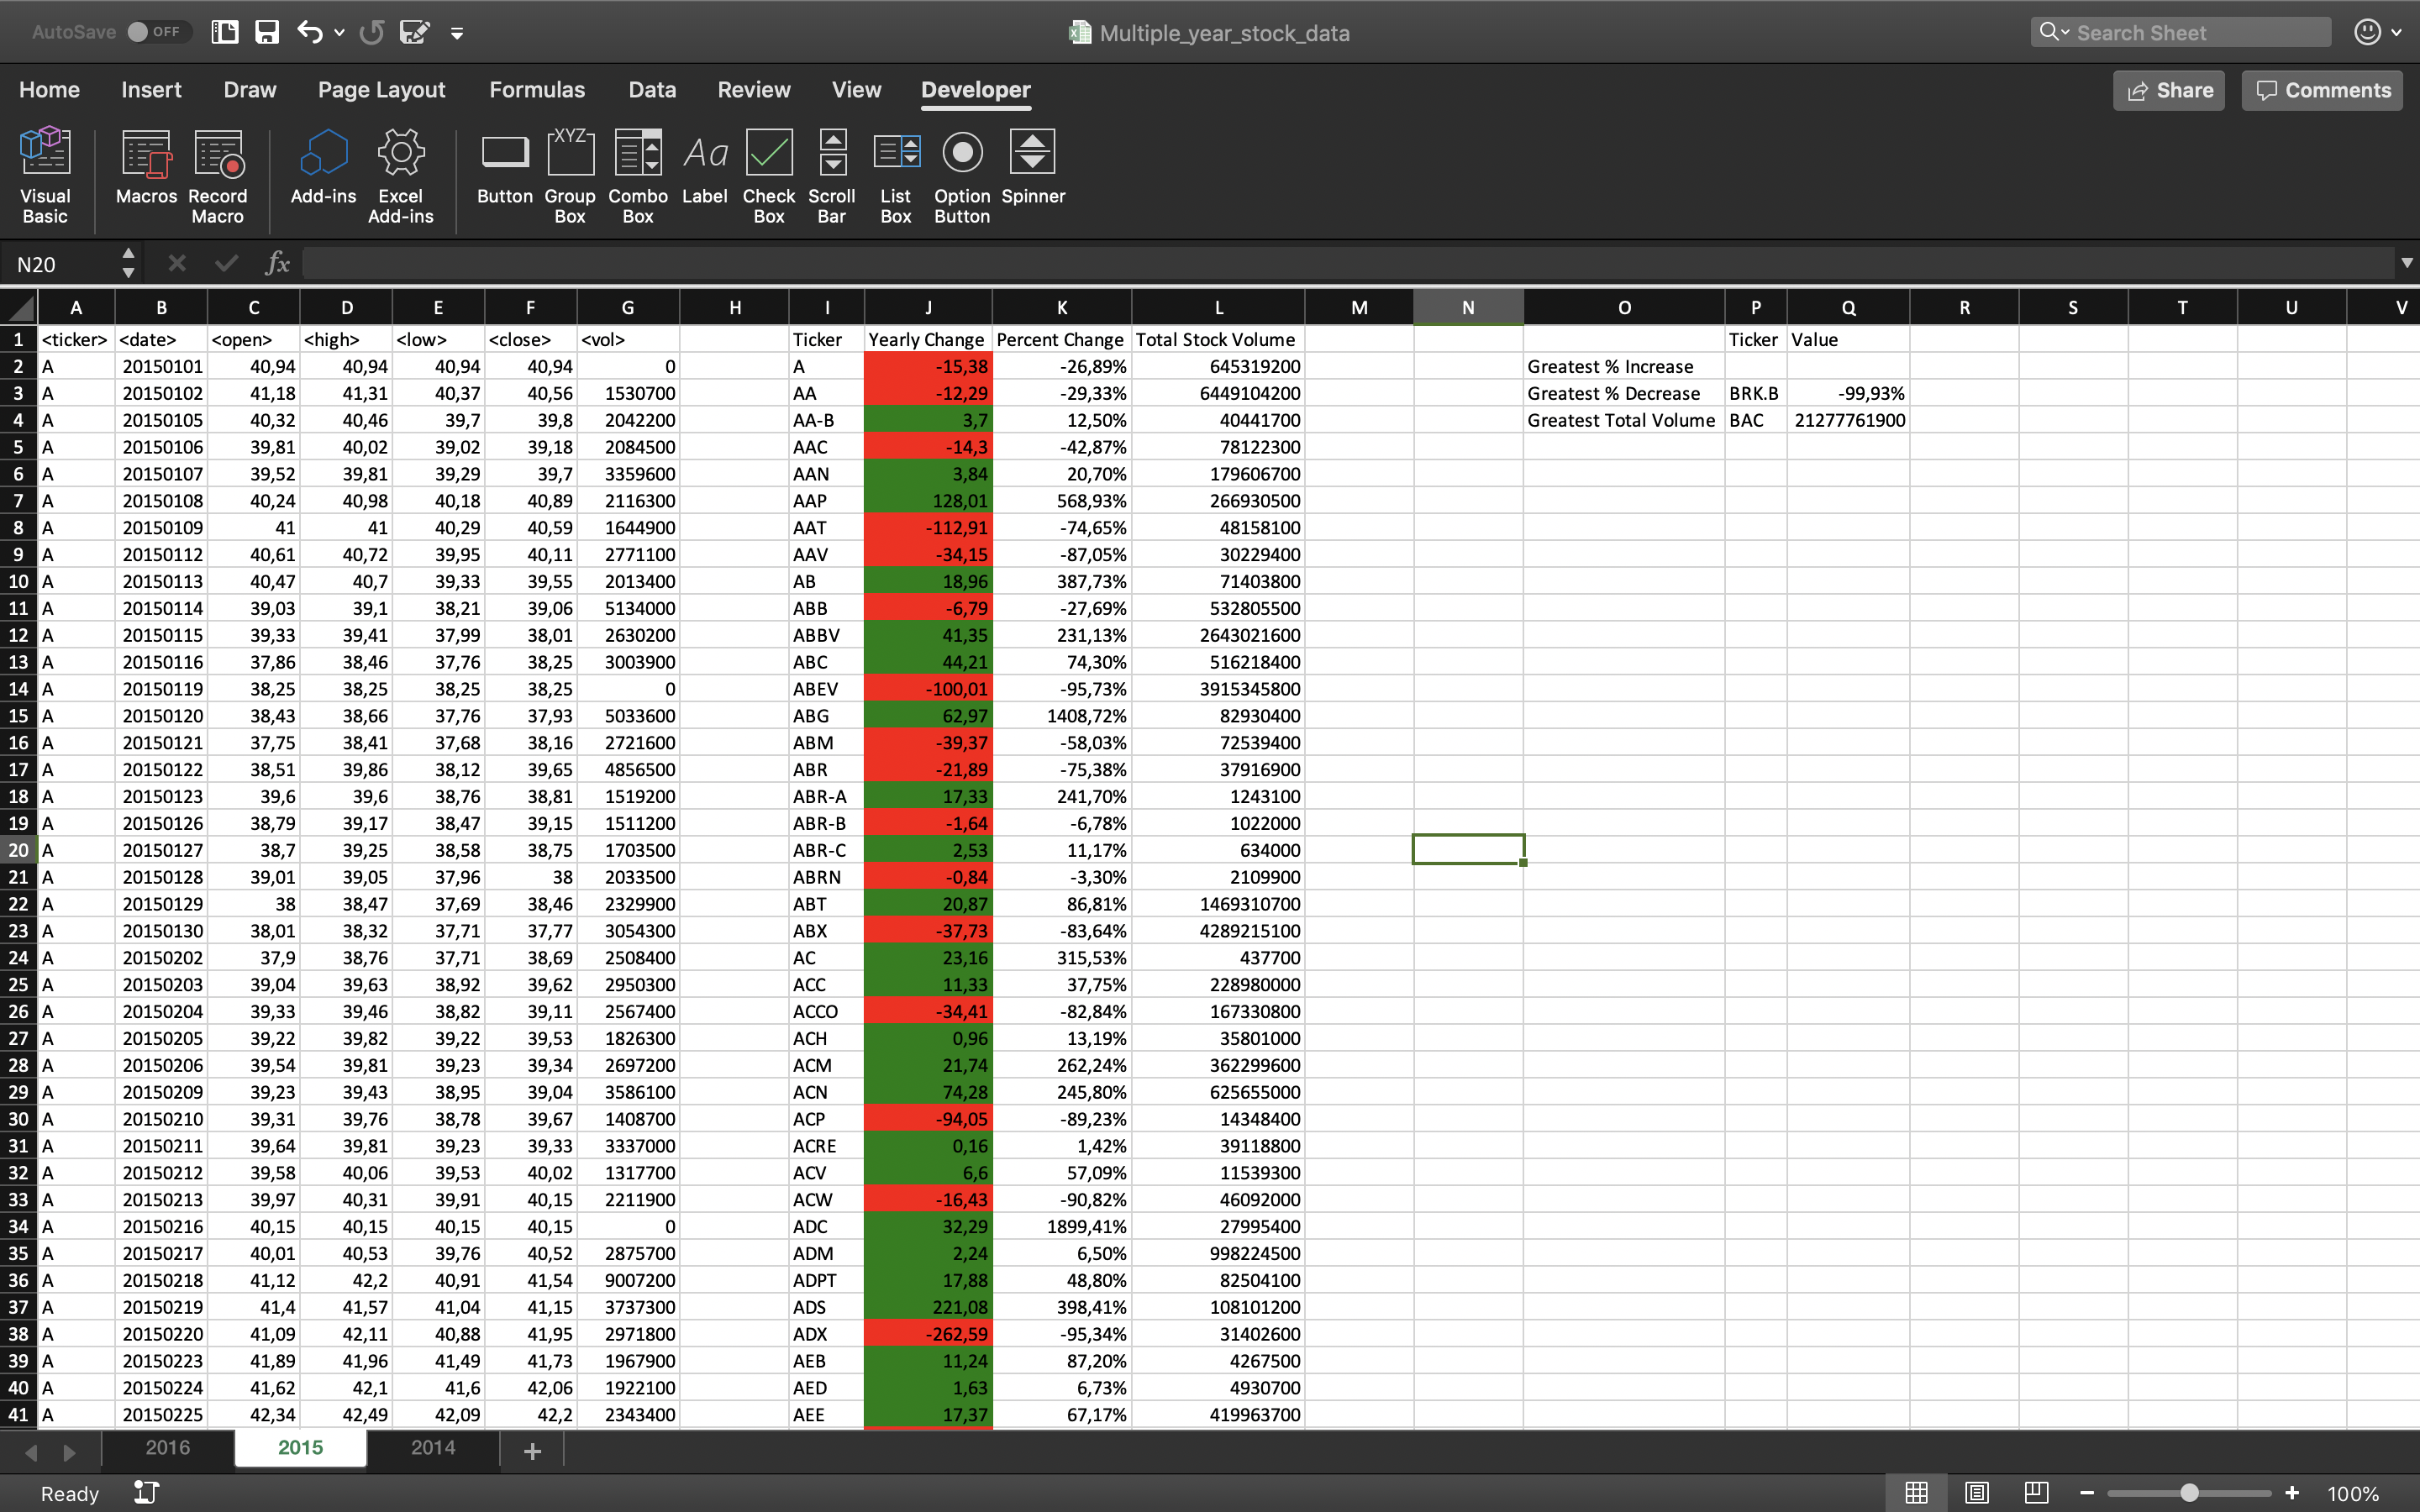 AutoSave OFF Multiple_year_stock_data Search Sheet
Home Insert Draw Page Layout Formulas Data Review View Developer Share Comments
Visual Basic Macros Record Macro Add-ins Excel Add-ins Button XYZ Group Box Combo Box Aa Label Check Box Scroll Bar List Box Option Button Spinner
N20 fx
A B C D E F G H I J K L M N O P Q R S T U V
1 <ticker> <date> <open> <high> <low> <close> <vol> Ticker Yearly Change Percent Change Total Stock Volume Ticker Value
2 A 20150101 40,94 40,94 40,94 40,94 0 A -15,38 -26,89% 645319200 Greatest % Increase
3 A 20150102 41,18 41,31 40,37 40,56 1530700 AA -12,29 -29,33% 6449104200 Greatest % Decrease BRK.B -99,93%
4 A 20150105 40,32 40,46 39,7 39,8 2042200 AA-B 3,7 12,50% 40441700 Greatest Total Volume BAC 21277761900
5 A 20150106 39,81 40,02 39,02 39,18 2084500 AAC -14,3 -42,87% 78122300
6 A 20150107 39,52 39,81 39,29 39,7 3359600 AAN 3,84 20,70% 179606700
7 A 20150108 40,24 40,98 40,18 40,89 2116300 AAP 128,01 568,93% 266930500
8 A 20150109 41 41 40,29 40,59 1644900 AAT -112,91 -74,65% 48158100
9 A 20150112 40,61 40,72 39,95 40,11 2771100 AAV -34,15 -87,05% 30229400
10 A 20150113 40,47 40,7 39,33 39,55 2013400 AB 18,96 387,73% 71403800
11 A 20150114 39,03 39,1 38,21 39,06 5134000 ABB -6,79 -27,69% 532805500
12 A 20150115 39,33 39,41 37,99 38,01 2630200 ABBV 41,35 231,13% 2643021600
13 A 20150116 37,86 38,46 37,76 38,25 3003900 ABC 44,21 74,30% 516218400
14 A 20150119 38,25 38,25 38,25 38,25 0 ABEV -100,01 -95,73% 3915345800
15 A 20150120 38,43 38,66 37,76 37,93 5033600 ABG 62,97 1408,72% 82930400
16 A 20150121 37,75 38,41 37,68 38,16 2721600 ABM -39,37 -58,03% 72539400
17 A 20150122 38,51 39,86 38,12 39,65 4856500 ABR -21,89 -75,38% 37916900
18 A 20150123 39,6 39,6 38,76 38,81 1519200 ABR-A 17,33 241,70% 1243100
19 A 20150126 38,79 39,17 38,47 39,15 1511200 ABR-B -1,64 -6,78% 1022000
20 A 20150127 38,7 39,25 38,58 38,75 1703500 ABR-C 2,53 11,17% 634000
21 A 20150128 39,01 39,05 37,96 38 2033500 ABRN -0,84 -3,30% 2109900
22 A 20150129 38 38,47 37,69 38,46 2329900 ABT 20,87 86,81% 1469310700
23 A 20150130 38,01 38,32 37,71 37,77 3054300 ABX -37,73 -83,64% 4289215100
24 A 20150202 37,9 38,76 37,71 38,69 2508400 AC 23,16 315,53% 437700
25 A 20150203 39,04 39,63 38,92 39,62 2950300 ACC 11,33 37,75% 228980000
26 A 20150204 39,33 39,46 38,82 39,11 2567400 ACCO -34,41 -82,84% 167330800
27 A 20150205 39,22 39,82 39,22 39,53 1826300 ACH 0,96 13,19% 35801000
28 A 20150206 39,54 39,81 39,23 39,34 2697200 ACM 21,74 262,24% 362299600
29 A 20150209 39,23 39,43 38,95 39,04 3586100 ACN 74,28 245,80% 625655000
30 A 20150210 39,31 39,76 38,78 39,67 1408700 ACP -94,05 -89,23% 14348400
31 A 20150211 39,64 39,81 39,23 39,33 3337000 ACRE 0,16 1,42% 39118800
32 A 20150212 39,58 40,06 39,53 40,02 1317700 ACV 6,6 57,09% 11539300
33 A 20150213 39,97 40,31 39,91 40,15 2211900 ACW -16,43 -90,82% 46092000
34 A 20150216 40,15 40,15 40,15 40,15 0 ADC 32,29 1899,41% 27995400
35 A 20150217 40,01 40,53 39,76 40,52 2875700 ADM 2,24 6,50% 998224500
36 A 20150218 41,12 42,2 40,91 41,54 9007200 ADPT 17,88 48,80% 82504100
37 A 20150219 41,4 41,57 41,04 41,15 3737300 ADS 221,08 398,41% 108101200
38 A 20150220 41,09 42,11 40,88 41,95 2971800 ADX -262,59 -95,34% 31402600
39 A 20150223 41,89 41,96 41,49 41,73 1967900 AEB 11,24 87,20% 4267500
40 A 20150224 41,62 42,1 41,6 42,06 1922100 AED 1,63 6,73% 4930700
41 A 20150225 42,34 42,49 42,09 42,2 2343400 AEE 17,37 67,17% 419963700
2016 2015 2014 +
Ready 100%